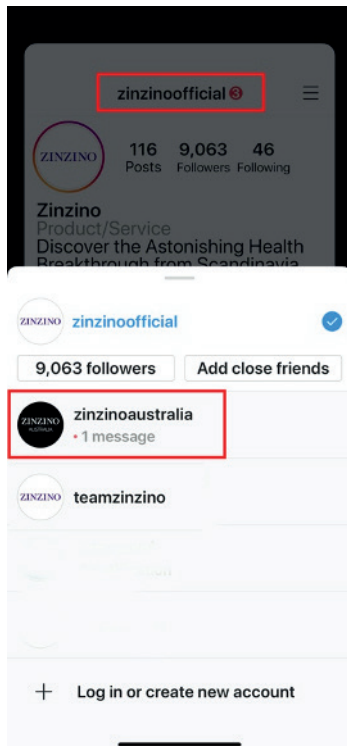 zinzinoofficial 3
ZINZINO
116 9,063 46
Posts Followers Following
Zinzino
Product/Service
Discover the Astonishing Health
Breakthrough from Scandinavia
ZINZINO zinzinoofficial
9,063 followers Add close friends
ZINZINO
AUSTRALIA
zinzinoaustralia
• 1 message
ZINZINO teamzinzino
+ Log in or create new account